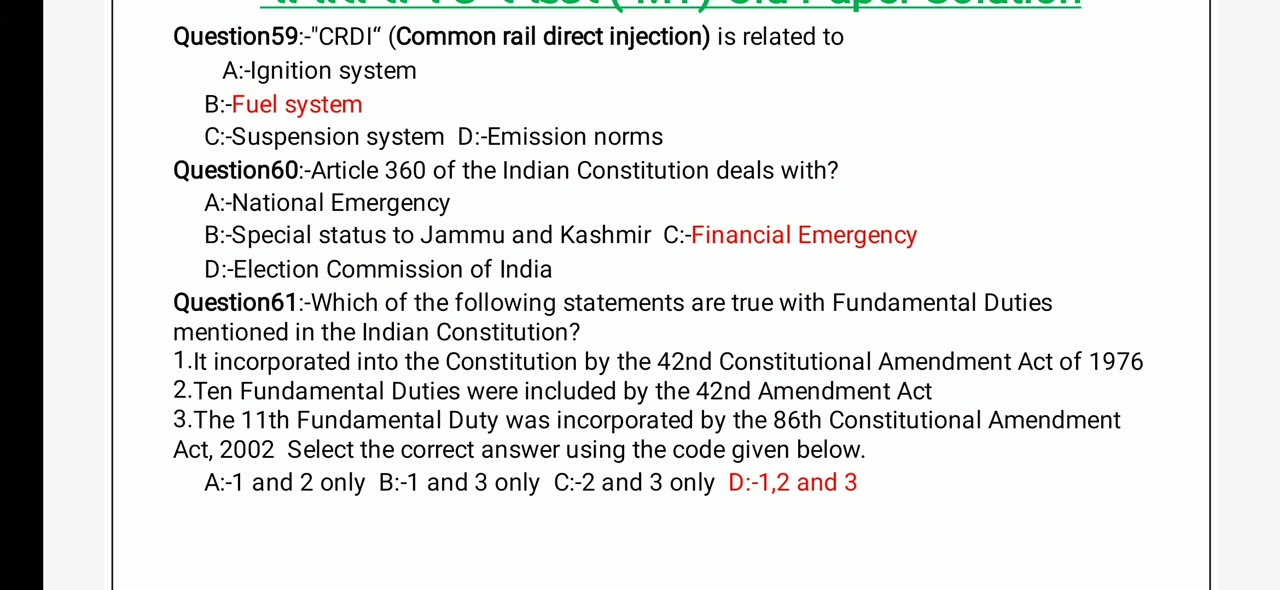 Old Paper Solution
Question59:-"CRDI“ (Common rail direct injection) is related to
A:-Ignition system
B:-Fuel system
C:-Suspension system D:-Emission norms
Question60:-Article 360 of the Indian Constitution deals with?
A:-National Emergency
B:-Special status to Jammu and Kashmir C:-Financial Emergency
D:-Election Commission of India
Question61:-Which of the following statements are true with Fundamental Duties
mentioned in the Indian Constitution?
1.It incorporated into the Constitution by the 42nd Constitutional Amendment Act of 1976
2.Ten Fundamental Duties were included by the 42nd Amendment Act
3.The 11th Fundamental Duty was incorporated by the 86th Constitutional Amendment
Act, 2002 Select the correct answer using the code given below.
A:-1 and 2 only B:-1 and 3 only C:-2 and 3 only D:-1,2 and 3